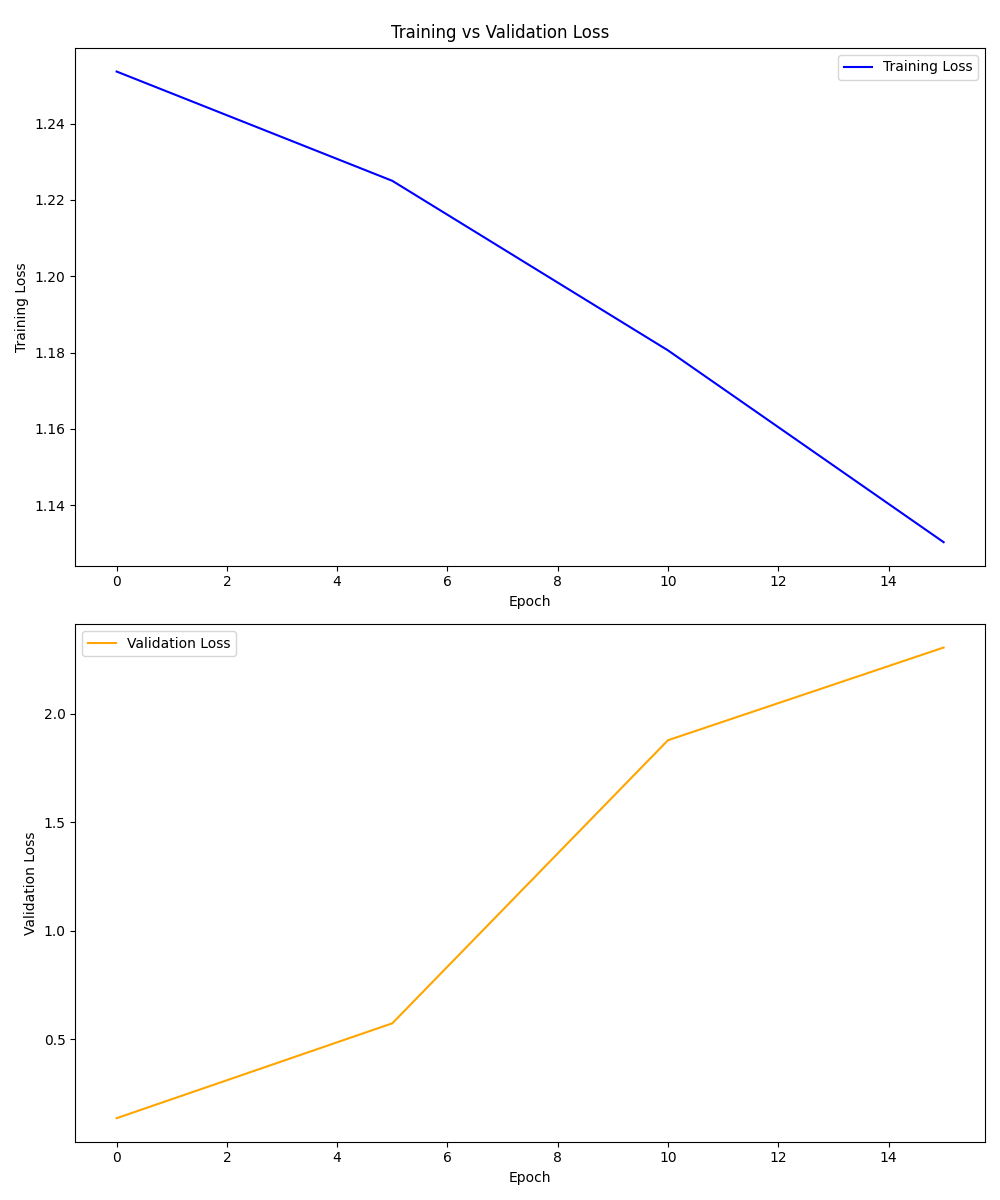 Training vs Validation Loss
Training Loss
1.24
1.22
1.20
1.18
1.16
1.14
Training Loss
0 2 4 6 8 10 12 14
Epoch
Validation Loss
2.0
1.5
1.0
0.5
Validation Loss
0 2 4 6 8 10 12 14
Epoch